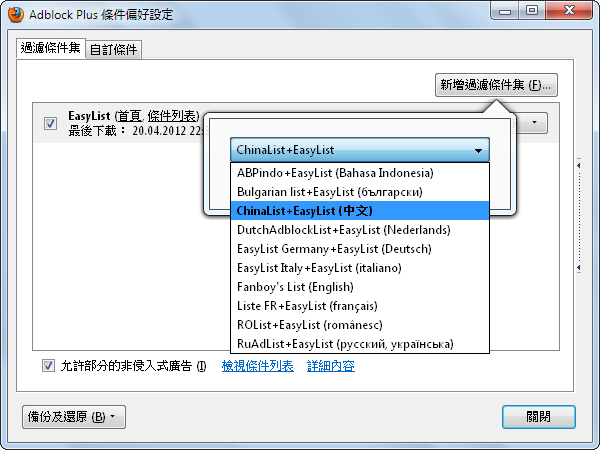 Adblock Plus 條件偏好設定
過濾條件集
自訂條件
新增過濾條件集 (F)...
EasyList (首頁, 條件列表)
最後下載： 20.04.2012 22:
ChinaList+EasyList
ABPindo+EasyList (Bahasa Indonesia)
Bulgarian list+EasyList (български)
ChinaList+EasyList (中文)
DutchAdblockList+EasyList (Nederlands)
EasyList Germany+EasyList (Deutsch)
EasyList Italy+EasyList (italiano)
Fanboy's List (English)
Liste FR+EasyList (français)
ROList+EasyList (românesc)
RuAdList+EasyList (русский, українська)
允許部分的非侵入式廣告 (I)
檢視條件列表
詳細內容
備份及還原 (B)
關閉